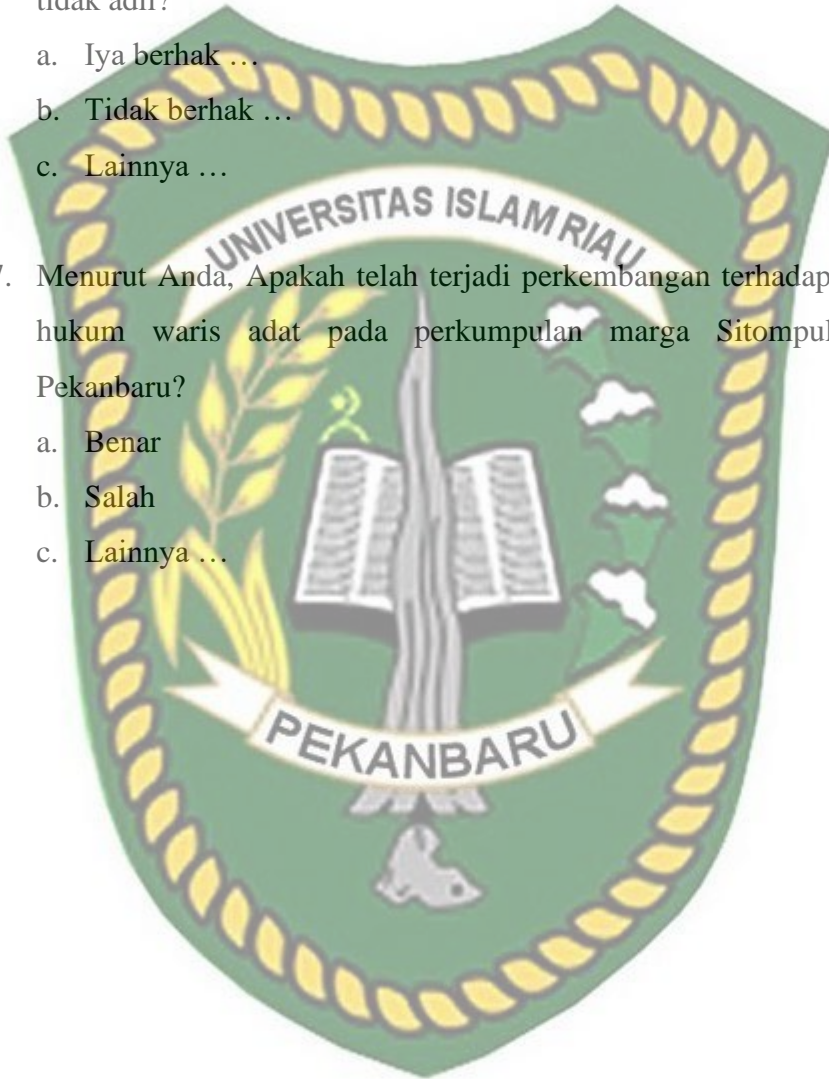 tidak adil?
a. Iya berhak …
b. Tidak berhak …
c. Lainnya …
UNIVERSITAS ISLAM RIAU
7. Menurut Anda, Apakah telah terjadi perkembangan terhadap
hukum waris adat pada perkumpulan marga Sitompul
Pekanbaru?
a. Benar
b. Salah
c. Lainnya …
PEKANBARU